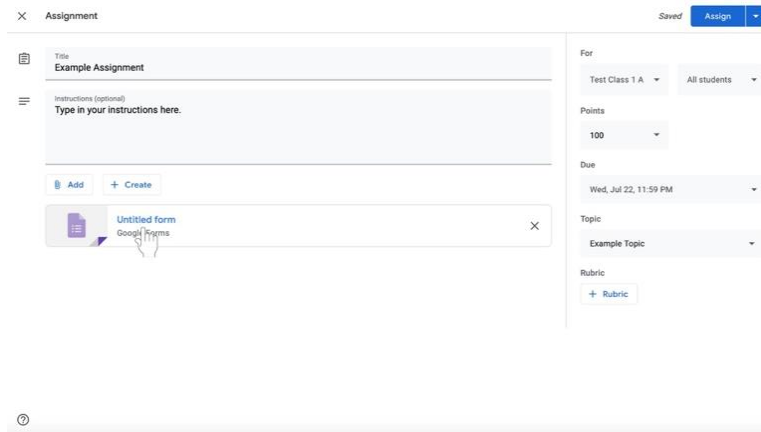 Assignment
Saved
Assign
Title
Example Assignment
Instructions (optional)
Type in your instructions here.
Add
+ Create
Untitled form
Google Forms
For
Test Class 1 A
All students
Points
100
Due
Wed, Jul 22, 11:59 PM
Topic
Example Topic
Rubric
+ Rubric